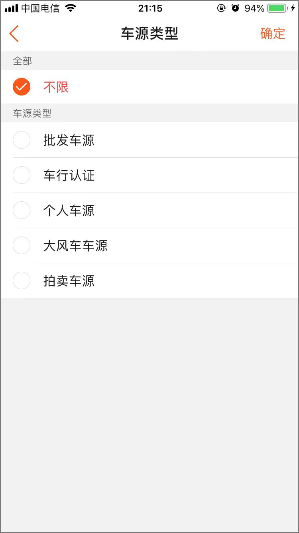 中国电信 21:15 94%
车源类型 确定
全部
不限
车源类型
批发车源
车行认证
个人车源
大风车车源
拍卖车源